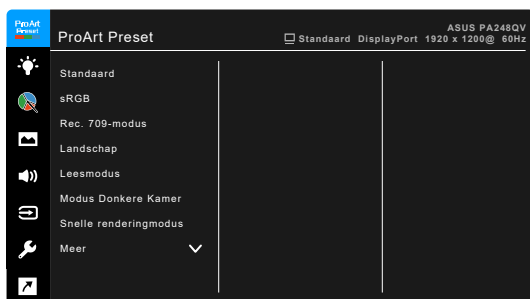 ProArt
Preset
ProArt Preset
ASUS PA248QV
Standaard DisplayPort 1920 x 1200@ 60Hz
Standaard
sRGB
Rec. 709-modus
Landschap
Leesmodus
Modus Donkere Kamer
Snelle renderingmodus
Meer